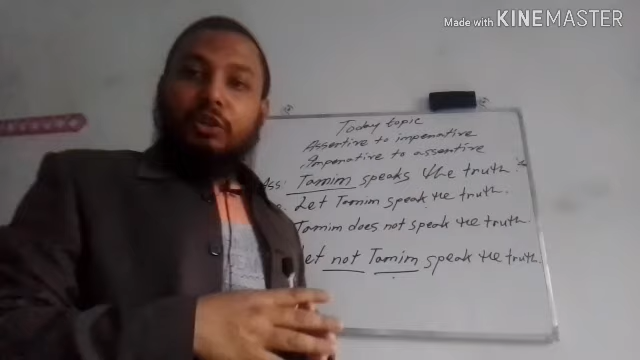 Made with KINEMASTER
Today topic
Assertive to imperative
Imperative to assertive
Ass: Tamim speaks the truth.
Let Tamim speak the truth.
Tamim does not speak the truth.
let not Tamim speak the truth.